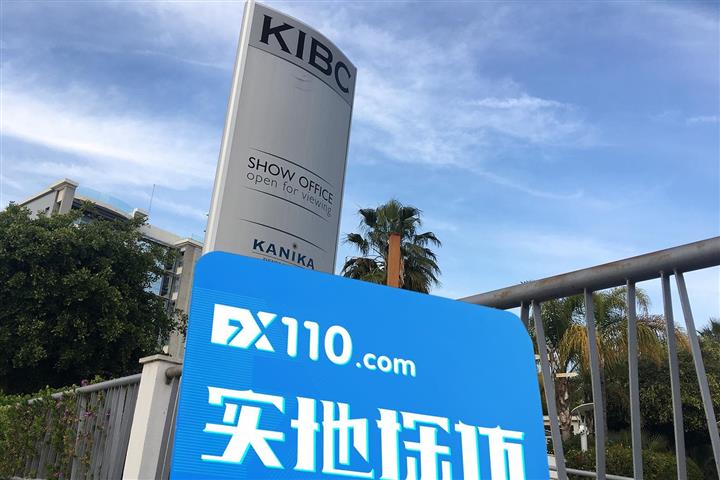 KIBC
SHOW OFFICE
open for viewing
KANIKA
FX110.com
实地探访